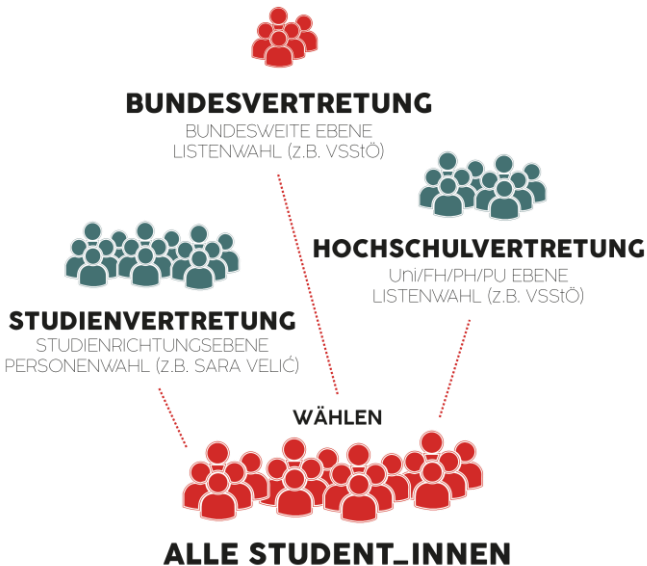 BUNDESVERTRETUNG
BUNDESWEITE EBENE
LISTENWAHL (Z.B. VSStÖ)
HOCHSCHULVERTRETUNG
Uni/FH/PH/PU EBENE
LISTENWAHL (Z.B. VSStÖ)
STUDIENVERTRETUNG
STUDIENRICHTUNGSEBENE
PERSONENWAHL (Z.B. SARA VELIĆ)
WÄHLEN
ALLE STUDENT_INNEN